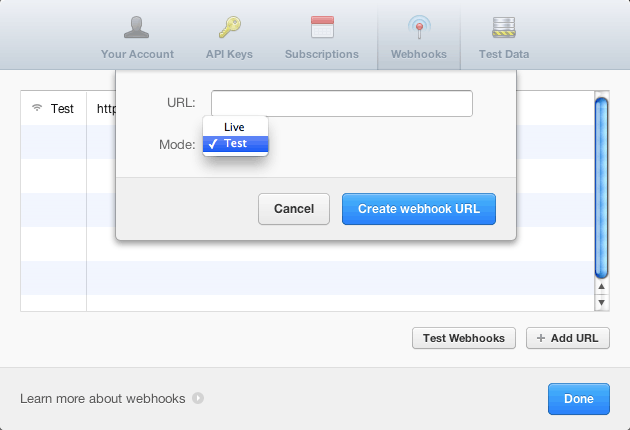 Your Account API Keys Subscriptions Webhooks Test Data
URL:
Test htt
Live
Mode: ✓ Test
Cancel Create webhook URL
Test Webhooks + Add URL
Learn more about webhooks Done